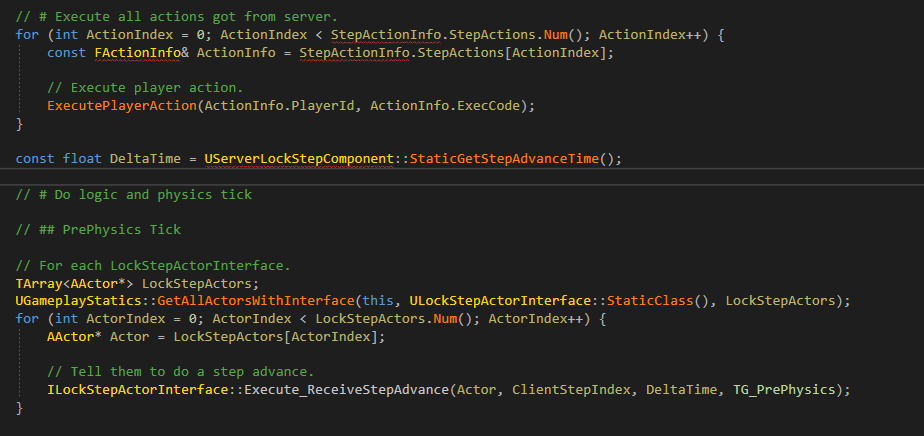 // # Execute all actions got from server.
for (int ActionIndex = 0; ActionIndex < StepActionInfo.StepActions.Num(); ActionIndex++) {
const FActionInfo& ActionInfo = StepActionInfo.StepActions[ActionIndex];
// Execute player action.
ExecutePlayerAction(ActionInfo.PlayerId, ActionInfo.ExecCode);
}
const float DeltaTime = UServerLockStepComponent::StaticGetStepAdvanceTime();
// # Do logic and physics tick
// ## PrePhysics Tick
// For each LockStepActorInterface.
TArray<AActor*> LockStepActors;
UGameplayStatics::GetAllActorsWithInterface(this, ULockStepActorInterface::StaticClass(), LockStepActors);
for (int ActorIndex = 0; ActorIndex < LockStepActors.Num(); ActorIndex++) {
AActor* Actor = LockStepActors[ActorIndex];
// Tell them to do a step advance.
ILockStepActorInterface::Execute_ReceiveStepAdvance(Actor, ClientStepIndex, DeltaTime, TG_PrePhysics);
}